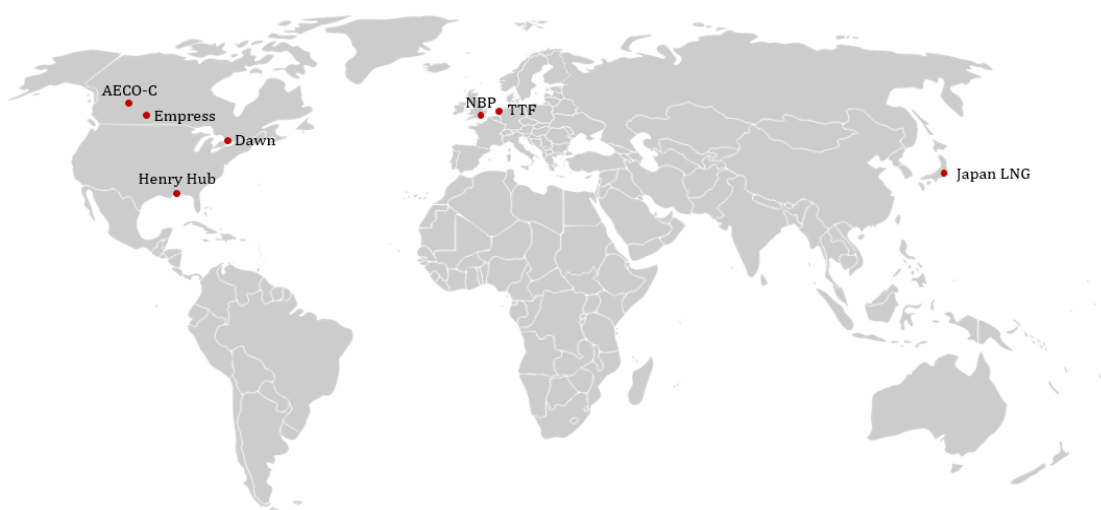 AECO-C
Empress
Dawn
Henry Hub
NBP
TTF
Japan LNG